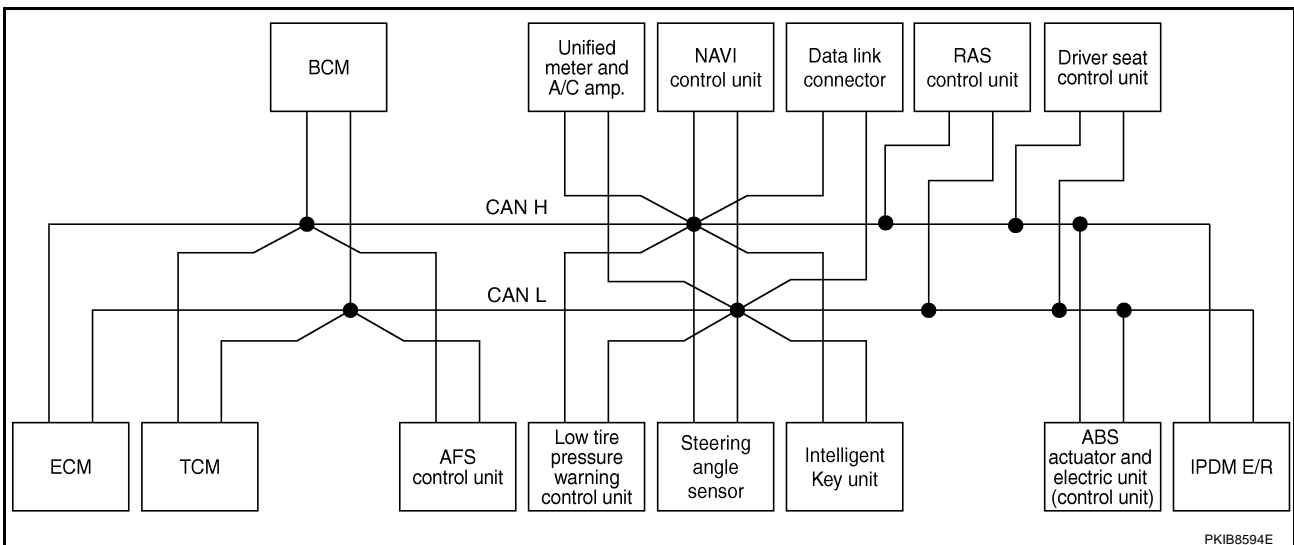 BCM
Unified
meter and
A/C amp.
NAVI
control unit
Data link
connector
RAS
control unit
Driver seat
control unit
CAN H
CAN L
ECM
TCM
AFS
control unit
Low tire
pressure
warning
control unit
Steering
angle
sensor
Intelligent
Key unit
ABS
actuator and
electric unit
(control unit)
IPDM E/R
PKIB8594E